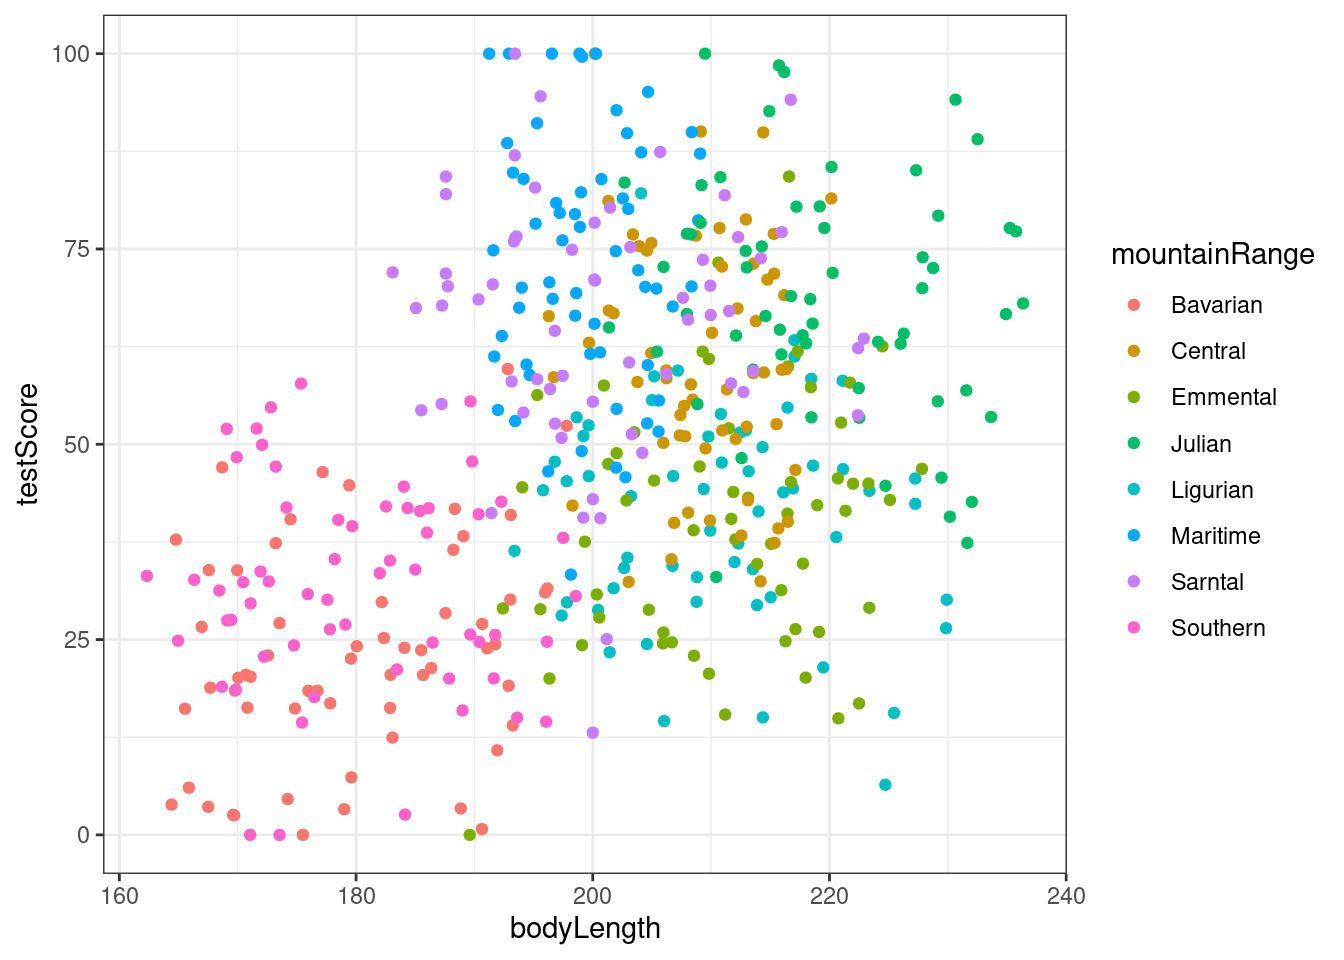 testScore
100
75
50
25
0
160 180 200 220 240
bodyLength
mountainRange
Bavarian
Central
Emmental
Julian
Ligurian
Maritime
Sarntal
Southern